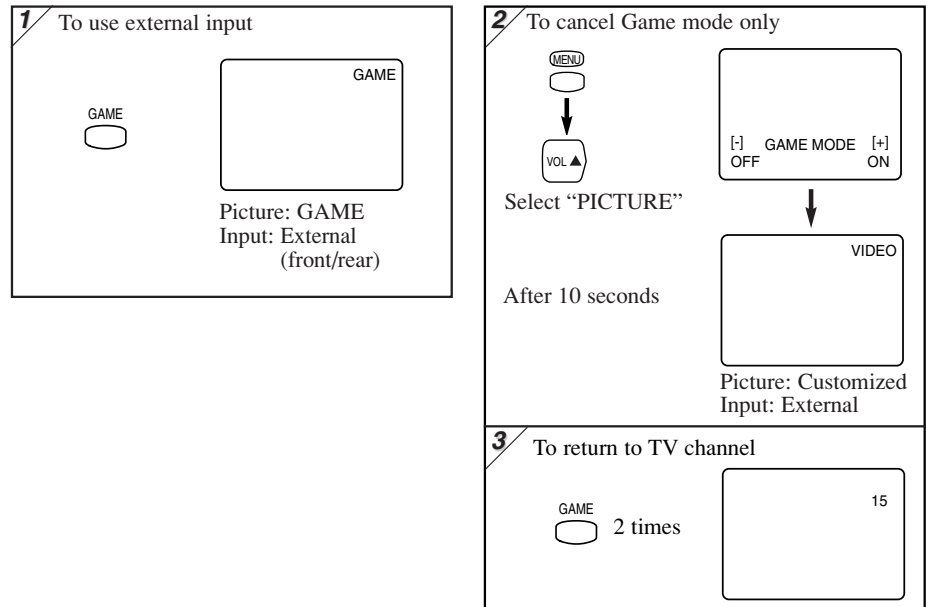 1 To use external input
GAME
GAME
Picture: GAME
Input: External
(front/rear)
2 To cancel Game mode only
MENU
VOL ▲
Select “PICTURE”
[-] GAME MODE [+]
OFF ON
After 10 seconds
VIDEO
Picture: Customized
Input: External
3 To return to TV channel
GAME
2 times
15